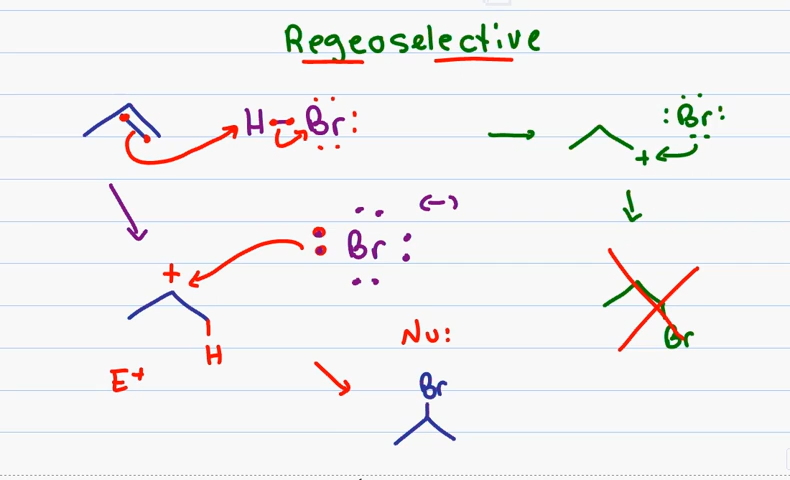 Regeoselective
H Br
Br
+
Br
(-)
+
H
E+
Nu:
Br
Br